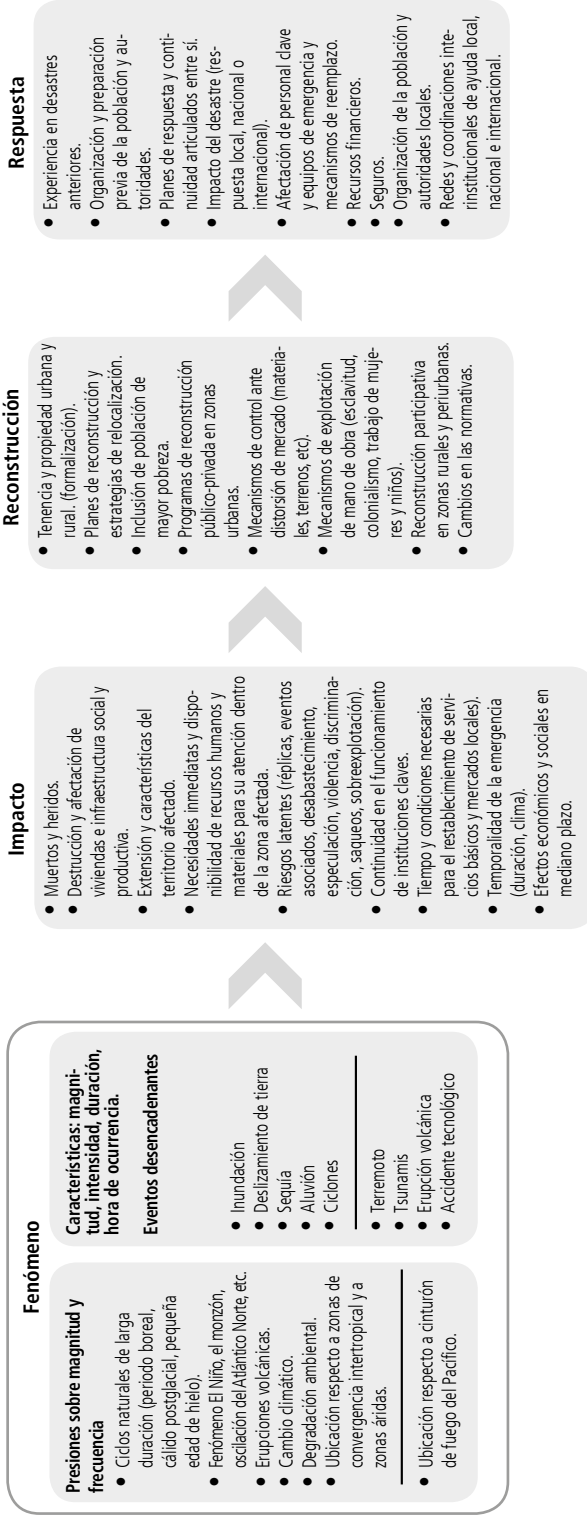 Fenómeno
Presiones sobre magnitud y
frecuencia
● Ciclos naturales de larga
duración (periodo boreal,
cálido postglacial, pequeña
edad de hielo).
● Fenómeno El Niño, el monzón,
oscilación del Atlántico Norte, etc.
● Erupciones volcánicas.
● Cambio climático.
● Degradación ambiental.
● Ubicación respecto a zonas de
convergencia intertropical y a
zonas áridas.
● Ubicación respecto a cinturón
de fuego del Pacífico.
Características: magni-
tud, intensidad, duración,
hora de ocurrencia.
Eventos desencadenantes
● Inundación
● Deslizamiento de tierra
● Sequía
● Aluvión
● Ciclones
● Terremoto
● Tsunamis
● Erupción volcánica
● Accidente tecnológico
Impacto
● Muertos y heridos.
● Destrucción y afectación de
viviendas e infraestructura social y
productiva.
● Extensión y características del
territorio afectado.
● Necesidades inmediatas y dispo-
nibilidad de recursos humanos y
materiales para su atención dentro
de la zona afectada.
● Riesgos latentes (réplicas, eventos
asociados, desabastecimiento,
especulación, violencia, discrimina-
ción, saqueos, sobreexplotación).
● Continuidad en el funcionamiento
de instituciones claves.
● Tiempo y condiciones necesarias
para el restablecimiento de servi-
cios básicos y mercados locales).
● Temporalidad de la emergencia
(duración, clima).
● Efectos económicos y sociales en
mediano plazo.
Reconstrucción
● Tenencia y propiedad urbana y
rural. (formalización).
● Planes de reconstrucción y
estrategias de relocalización.
● Inclusión de población de
mayor pobreza.
● Programas de reconstrucción
público-privada en zonas
urbanas.
● Mecanismos de control ante
distorsión de mercado (materia-
les, terrenos, etc).
● Mecanismos de explotación
de mano de obra (esclavitud,
colonialismo, trabajo de muje-
res y niños).
● Reconstrucción participativa
en zonas rurales y periurbanas.
● Cambios en las normativas.
Respuesta
● Experiencia en desastres
anteriores.
● Organización y preparación
previa de la población y au-
toridades.
● Planes de respuesta y conti-
nuidad articulados entre sí.
● Impacto del desastre (res-
puesta local, nacional o
internacional).
● Afectación de personal clave
y equipos de emergencia y
mecanismos de reemplazo.
● Recursos financieros.
● Seguros.
● Organización de la población y
autoridades locales.
● Redes y coordinaciones inte-
rinstitucionales de ayuda local,
nacional e internacional.